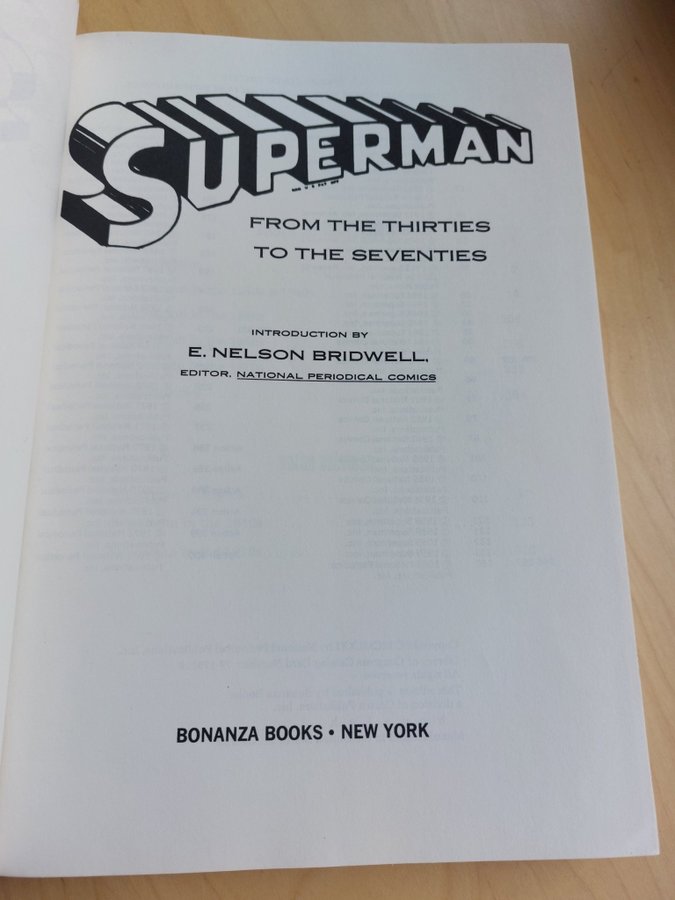 SUPERMAN
FROM THE THIRTIES
TO THE SEVENTIES
INTRODUCTION BY
E. NELSON BRIDWELL,
EDITOR, NATIONAL PERIODICAL COMICS
BONANZA BOOKS • NEW YORK